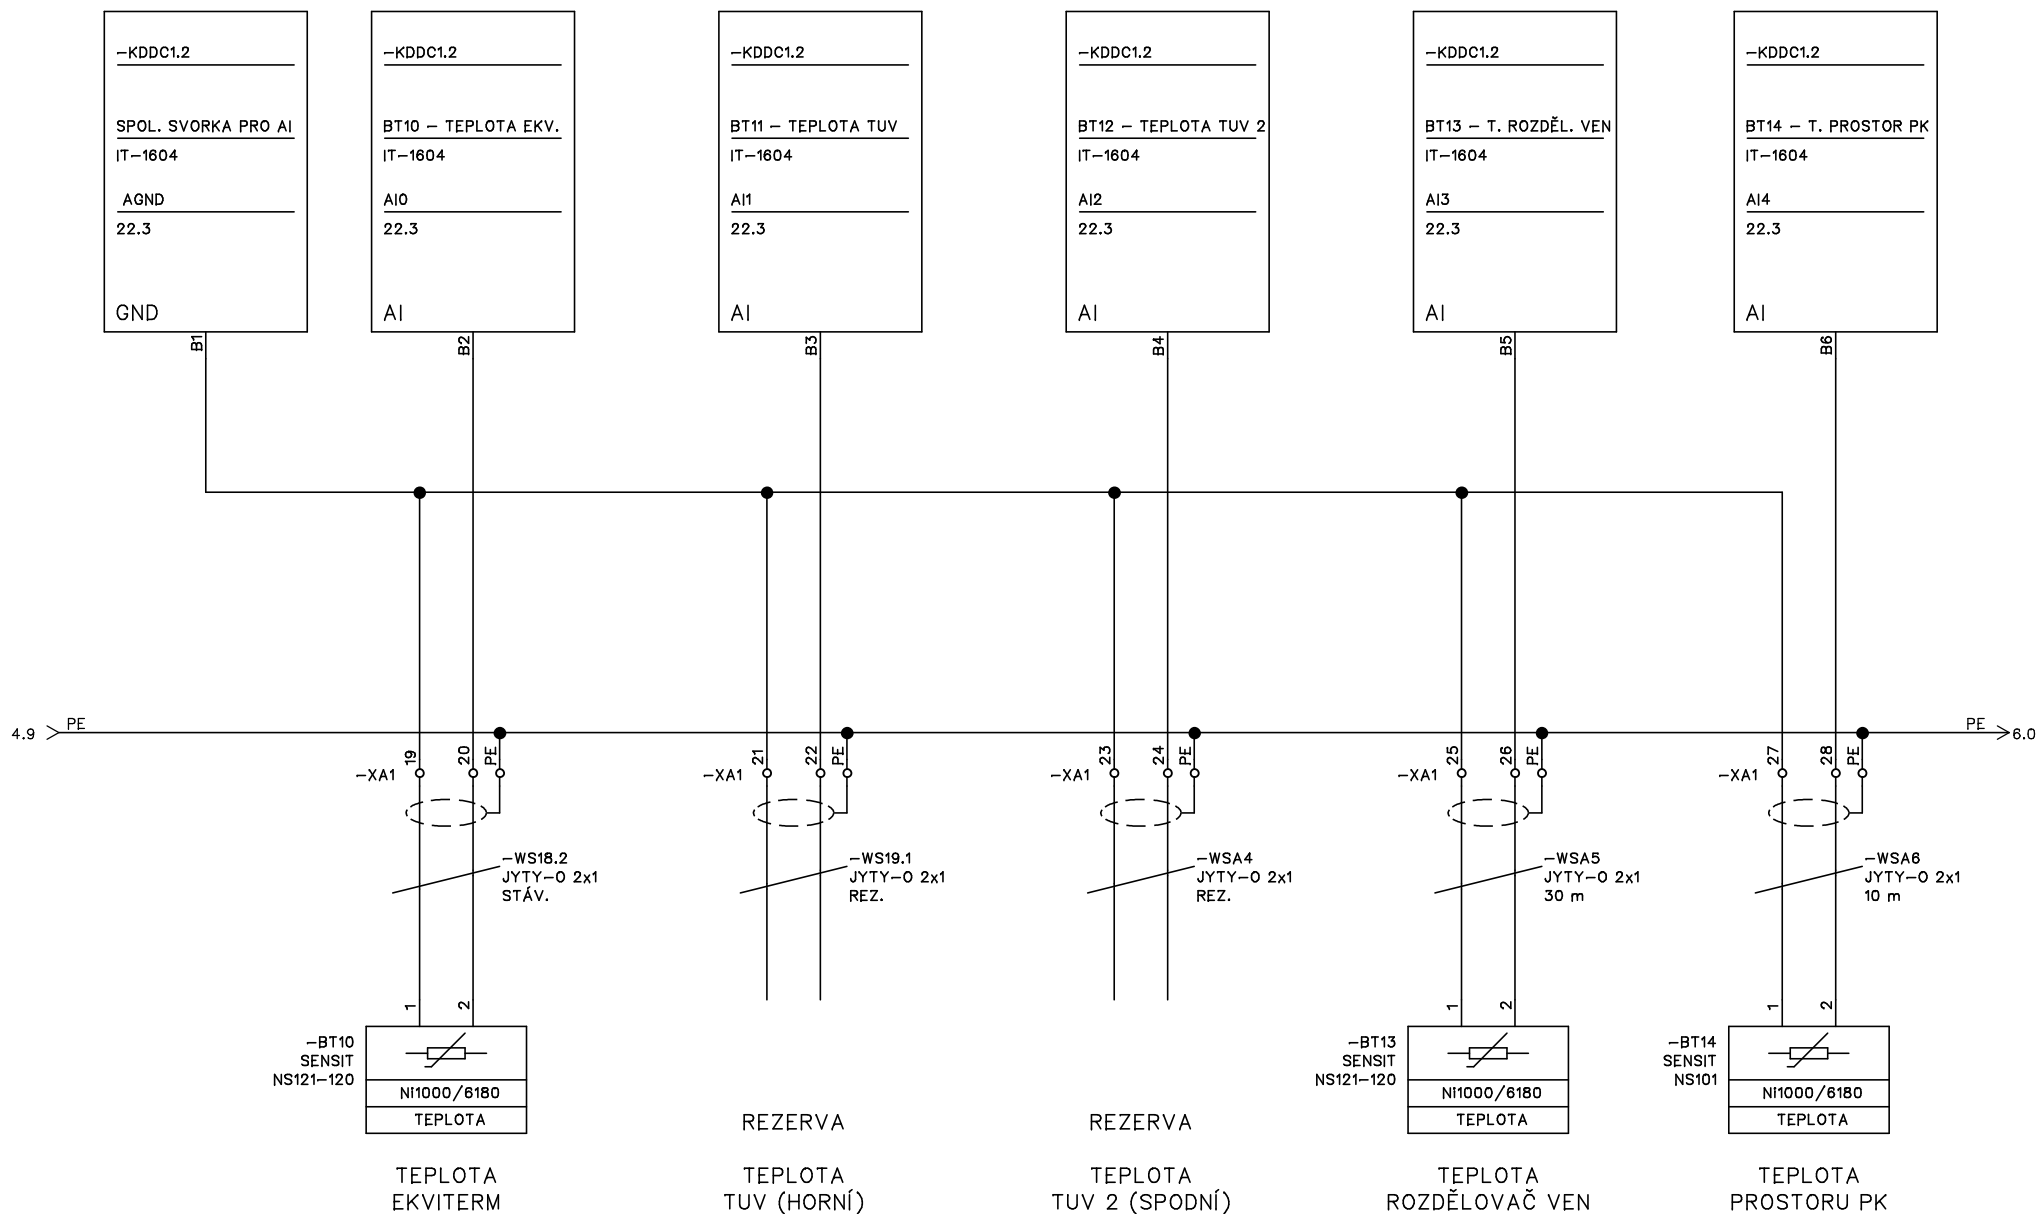 -KDDC1.2
SPOL. SVORKA PRO AI
IT-1604
AGND
22.3
GND
B1
-KDDC1.2
BT10 - TEPLOTA EKV.
IT-1604
AI0
22.3
AI
B2
-KDDC1.2
BT11 - TEPLOTA TUV
IT-1604
AI1
22.3
AI
B3
-KDDC1.2
BT12 - TEPLOTA TUV 2
IT-1604
AI2
22.3
AI
B4
-KDDC1.2
BT13 - T. ROZDĚL. VEN
IT-1604
AI3
22.3
AI
B5
-KDDC1.2
BT14 - T. PROSTOR PK
IT-1604
AI4
22.3
AI
B6
4.9 PE
PE 6.0
-XA1 19 20 PE
-XA1 21 22 PE
-XA1 23 24 PE
-XA1 25 26 PE
-XA1 27 28 PE
-WS18.2
JYTY-O 2x1
STÁV.
-WS19.1
JYTY-O 2x1
REZ.
-WSA4
JYTY-O 2x1
REZ.
-WSA5
JYTY-O 2x1
30 m
-WSA6
JYTY-O 2x1
10 m
1 2
-BT10
SENSIT
NS121-120
Ni1000/6180
TEPLOTA
TEPLOTA
EKVITERM
REZERVA
TEPLOTA
TUV (HORNÍ)
REZERVA
TEPLOTA
TUV 2 (SPODNÍ)
1 2
-BT13
SENSIT
NS121-120
Ni1000/6180
TEPLOTA
TEPLOTA
ROZDĚLOVAČ VEN
1 2
-BT14
SENSIT
NS101
Ni1000/6180
TEPLOTA
TEPLOTA
PROSTORU PK